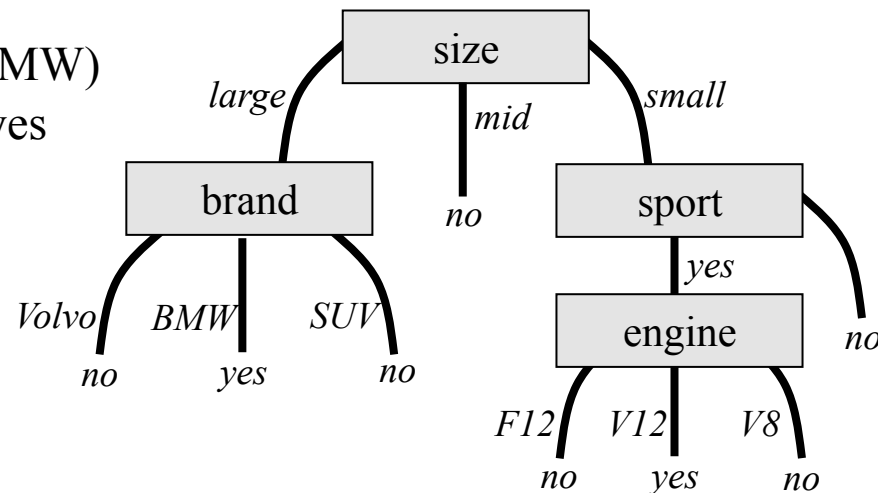 size
MW)
large
mid
small
yes
brand
sport
no
yes
Volvo
BMW
SUV
engine
no
no
yes
no
F12
V12
V8
no
yes
no